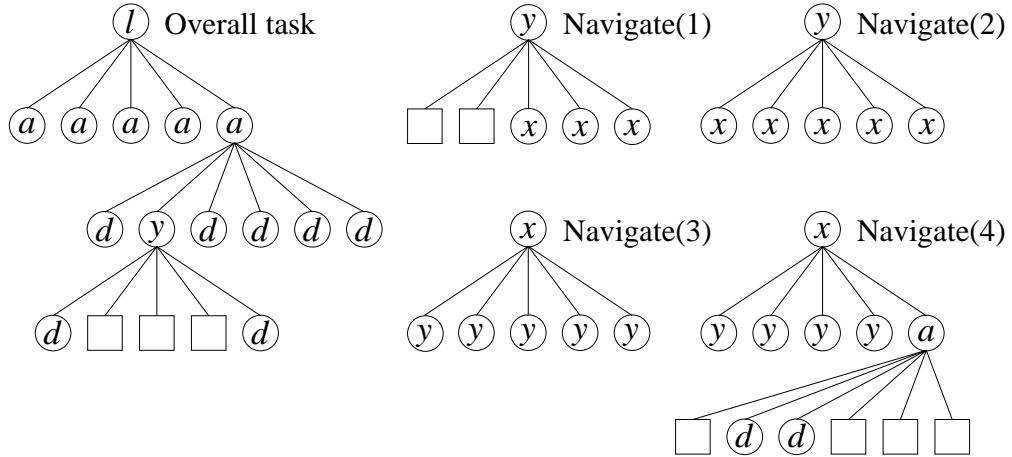 l Overall task y Navigate(1) y Navigate(2)
a a a a a x x x x x x x x
d y d d d d x Navigate(3) x Navigate(4)
d d y y y y y y y y y a
d d